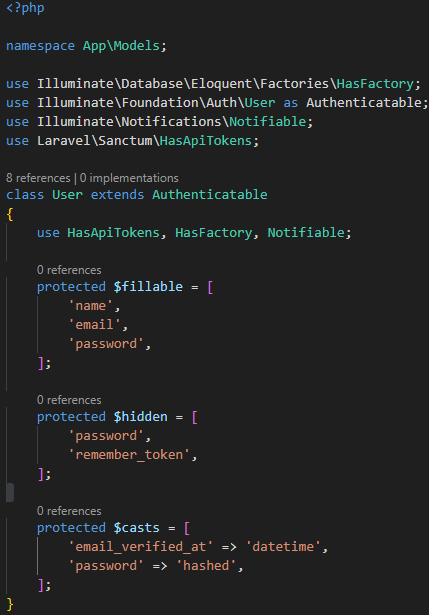 <?php
namespace App\Models;
use Illuminate\Database\Eloquent\Factories\HasFactory;
use Illuminate\Foundation\Auth\User as Authenticatable;
use Illuminate\Notifications\Notifiable;
use Laravel\Sanctum\HasApiTokens;
8 references | 0 implementations
class User extends Authenticatable
{
use HasApiTokens, HasFactory, Notifiable;
0 references
protected $fillable = [
'name',
'email',
'password',
];
0 references
protected $hidden = [
'password',
'remember_token',
];
0 references
protected $casts = [
'email_verified_at' => 'datetime',
'password' => 'hashed',
];
}